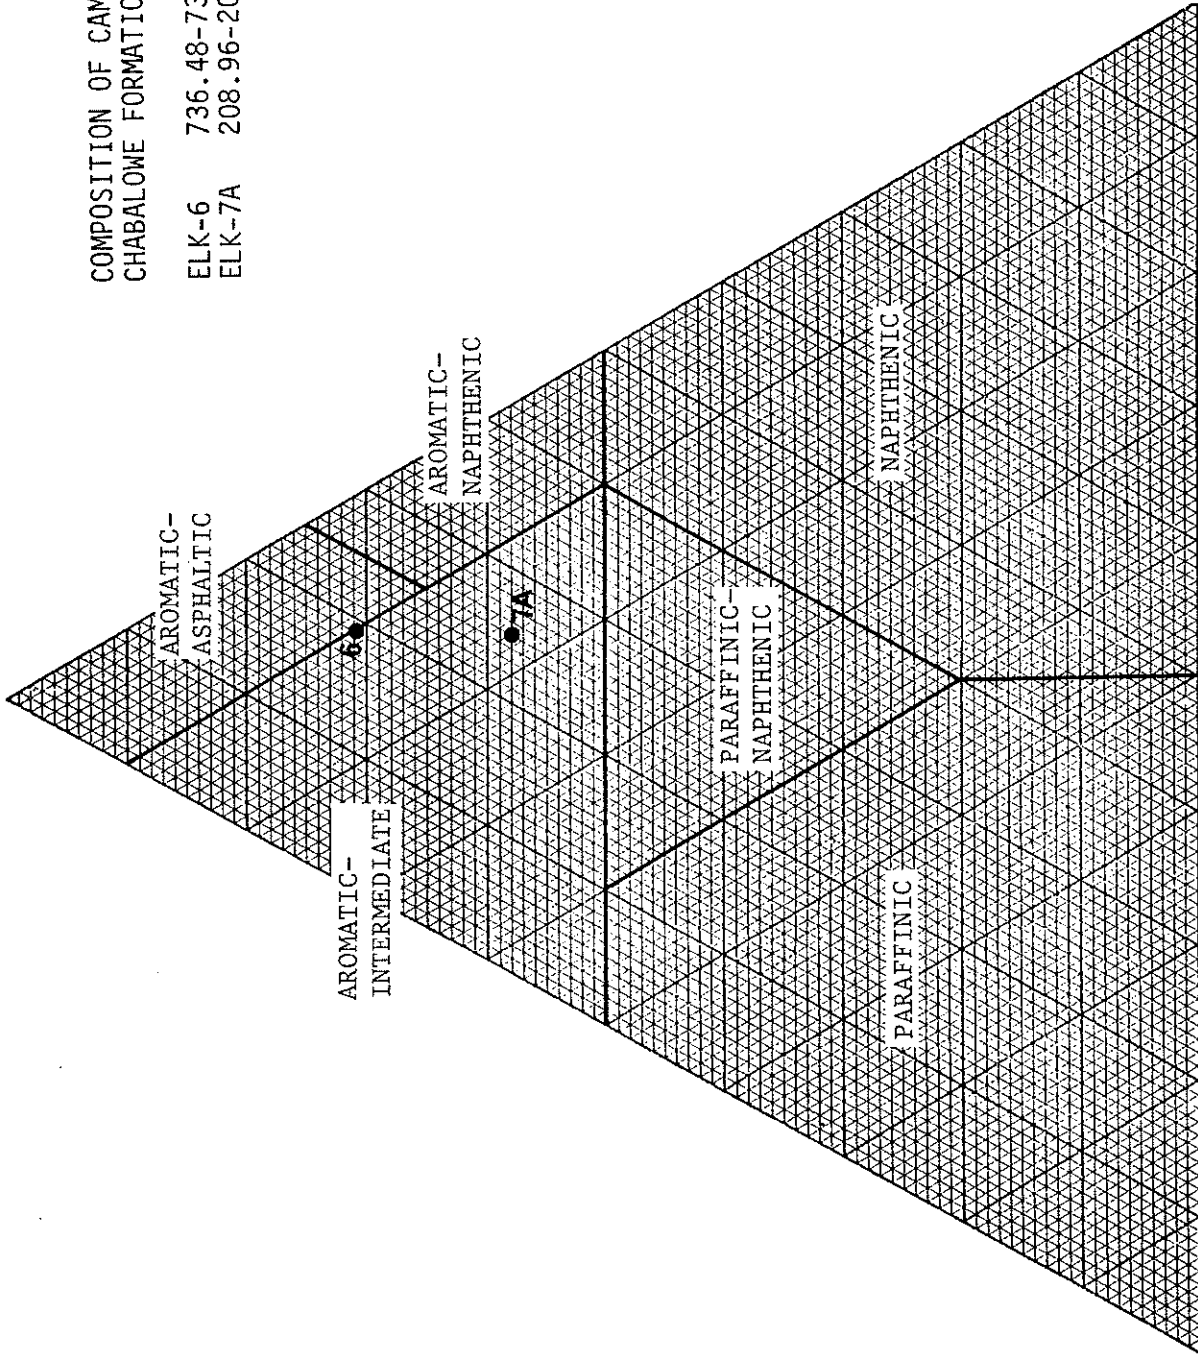 COMPOSITION OF CAM
CHABALOWE FORMATIO
ELK-6 736.48-73
ELK-7A 208.96-20
AROMATIC-
ASPHALTIC
AROMATIC-
NAPHTHENIC
6
7A
AROMATIC-
INTERMEDIATE
PARAFFINIC-
NAPHTHENIC
NAPHTHENIC
PARAFFINIC